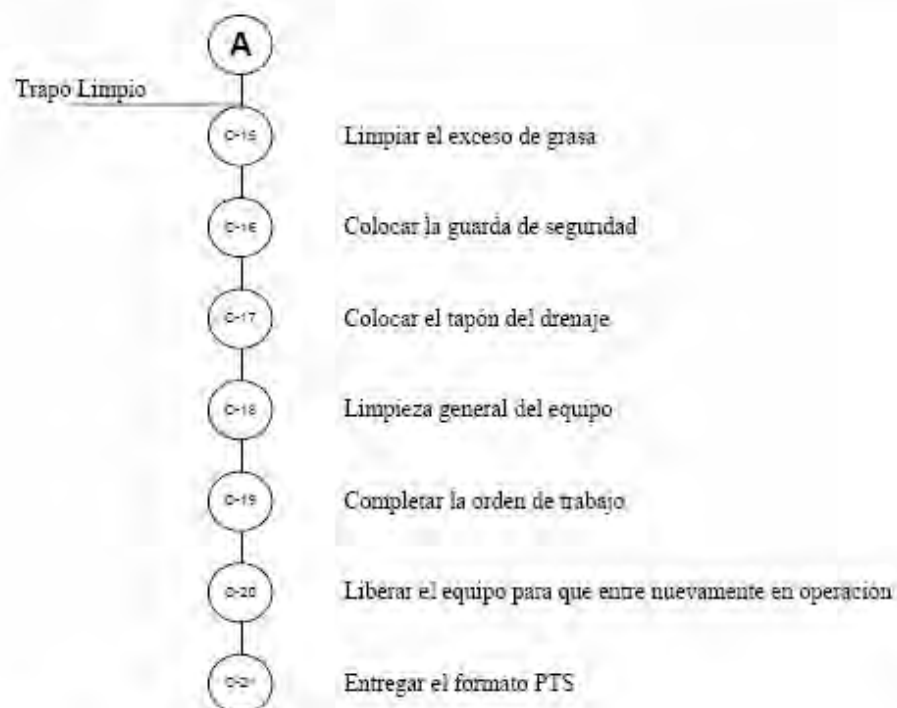 A
Trapo Limpio
O-15
Limpiar el exceso de grasa
O-16
Colocar la guarda de seguridad
O-17
Colocar el tapón del drenaje
O-18
Limpieza general del equipo
O-19
Completar la orden de trabajo
O-20
Liberar el equipo para que entre nuevamente en operación
O-21
Entregar el formato PTS